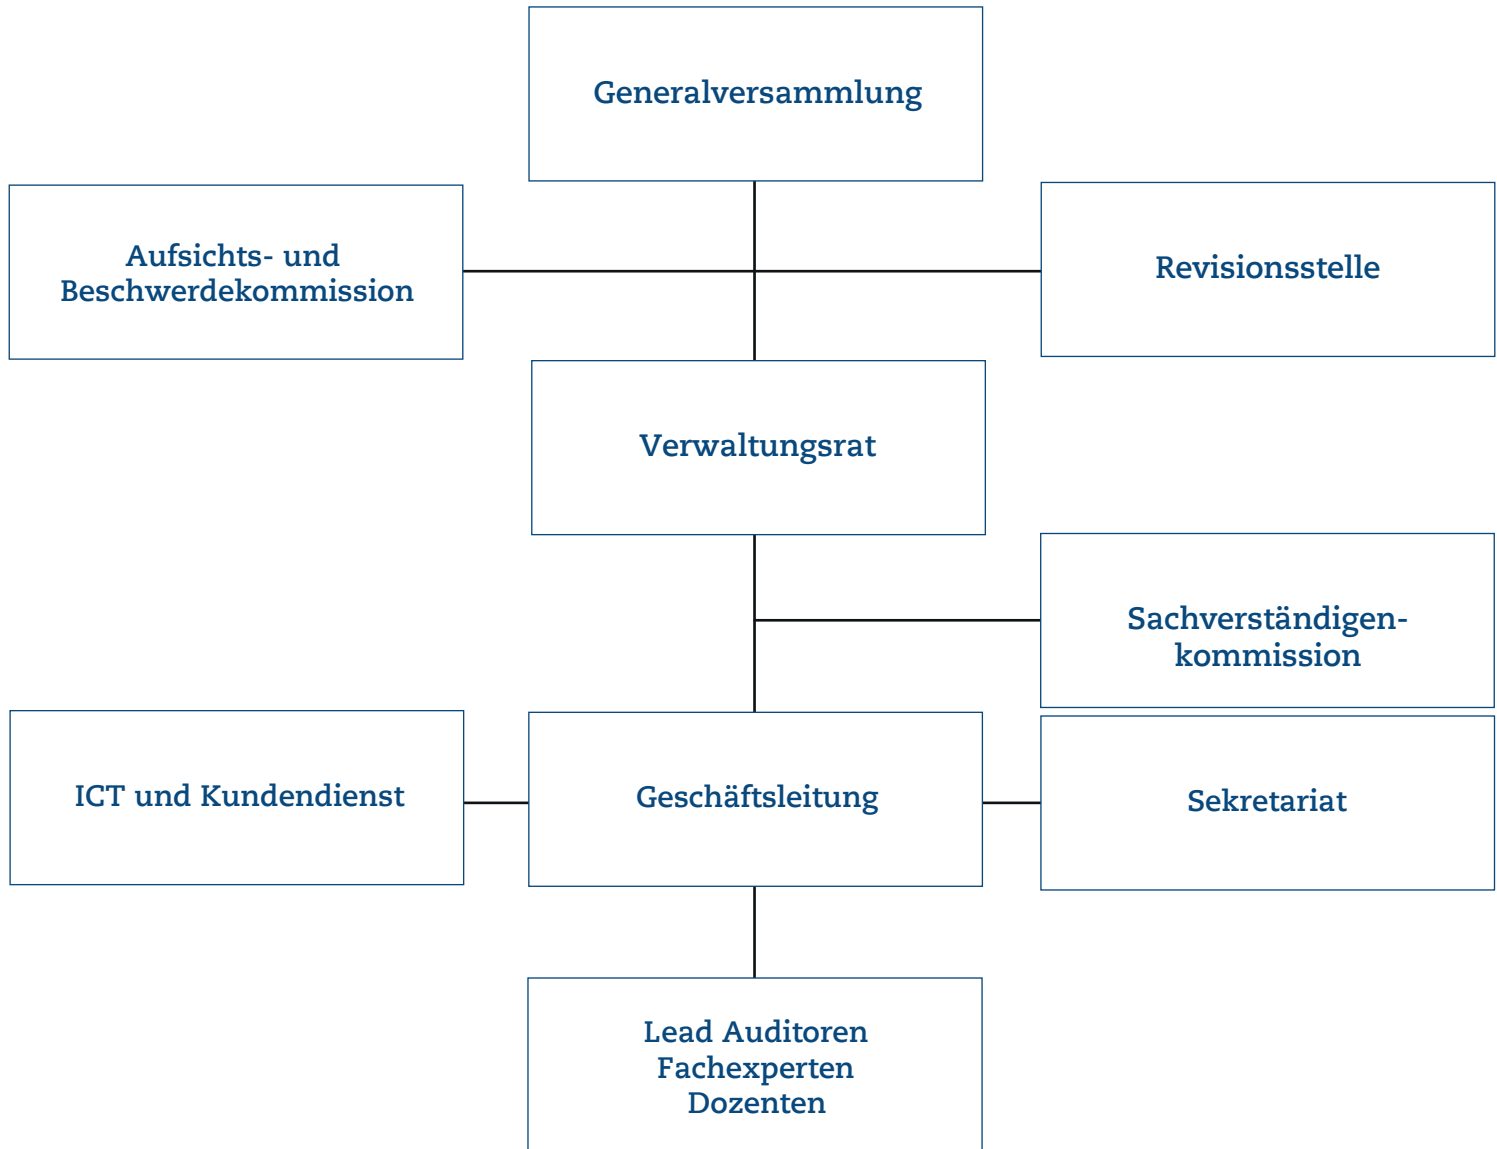 Generalversammlung
Aufsichts- und
Beschwerdekommission
Revisionsstelle
Verwaltungsrat
Sachverständigen-
kommission
ICT und Kundendienst
Geschäftsleitung
Sekretariat
Lead Auditoren
Fachexperten
Dozenten